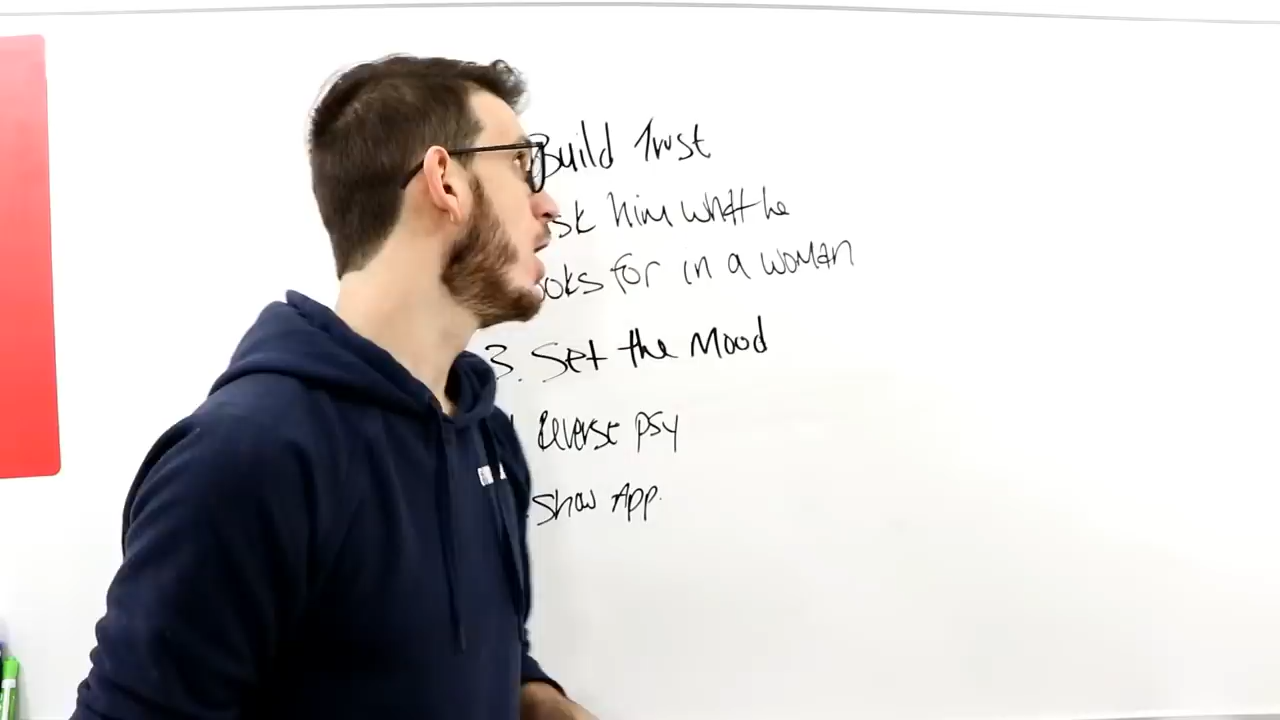 Build Trust
sk him what he
ooks for in a woman
3. Set the Mood
Reverse psy
Show App.